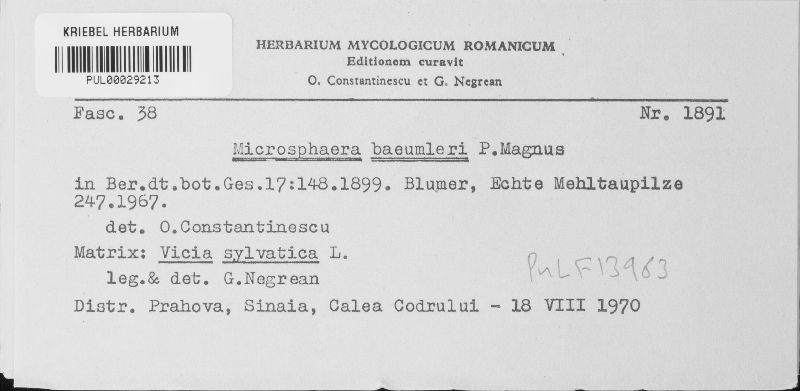 KRIEBEL HERBARIUM
PUL00029213
HERBARIUM MYCOLOGICUM ROMANICUM
Editionem curavit
O. Constantinescu et G. Negrean
Fasc. 38 Nr. 1891
Microsphaera baeumleri P.Magnus
in Ber.dt.bot.Ges.17:148.1899. Blumer, Echte Mehltaupilze
247.1967.
det. O.Constantinescu
Matrix: Vicia sylvatica L.
leg.& det. G.Negrean
PULF13963
Distr. Prahova, Sinaia, Calea Codrului - 18 VIII 1970